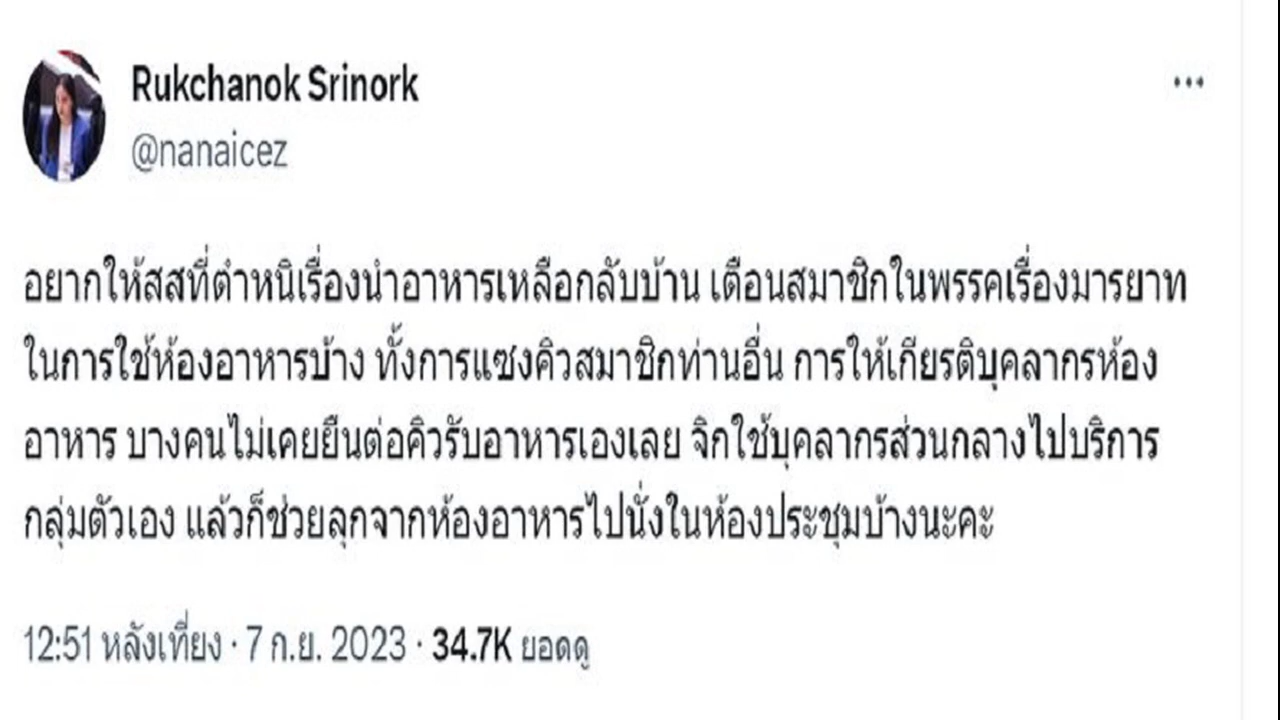 Rukchanok Srinork
@nanaicez
อยากให้สสที่ตำหนิเรื่องนำอาหารเหลือกลับบ้าน เตือนสมาชิกในพรรคเรื่องมารยาท
ในการใช้ห้องอาหารบ้าง ทั้งการแซงคิวสมาชิกท่านอื่น การให้เกียรติบุคลากรห้อง
อาหาร บางคนไม่เคยยืนต่อคิวรับอาหารเองเลย จิกใช้บุคลากรส่วนกลางไปบริการ
กลุ่มตัวเอง แล้วก็ช่วยลุกจากห้องอาหารไปนั่งในห้องประชุมบ้างนะคะ
12:51 หลังเที่ยง · 7 ก.ย. 2023 · 34.7K ยอดดู